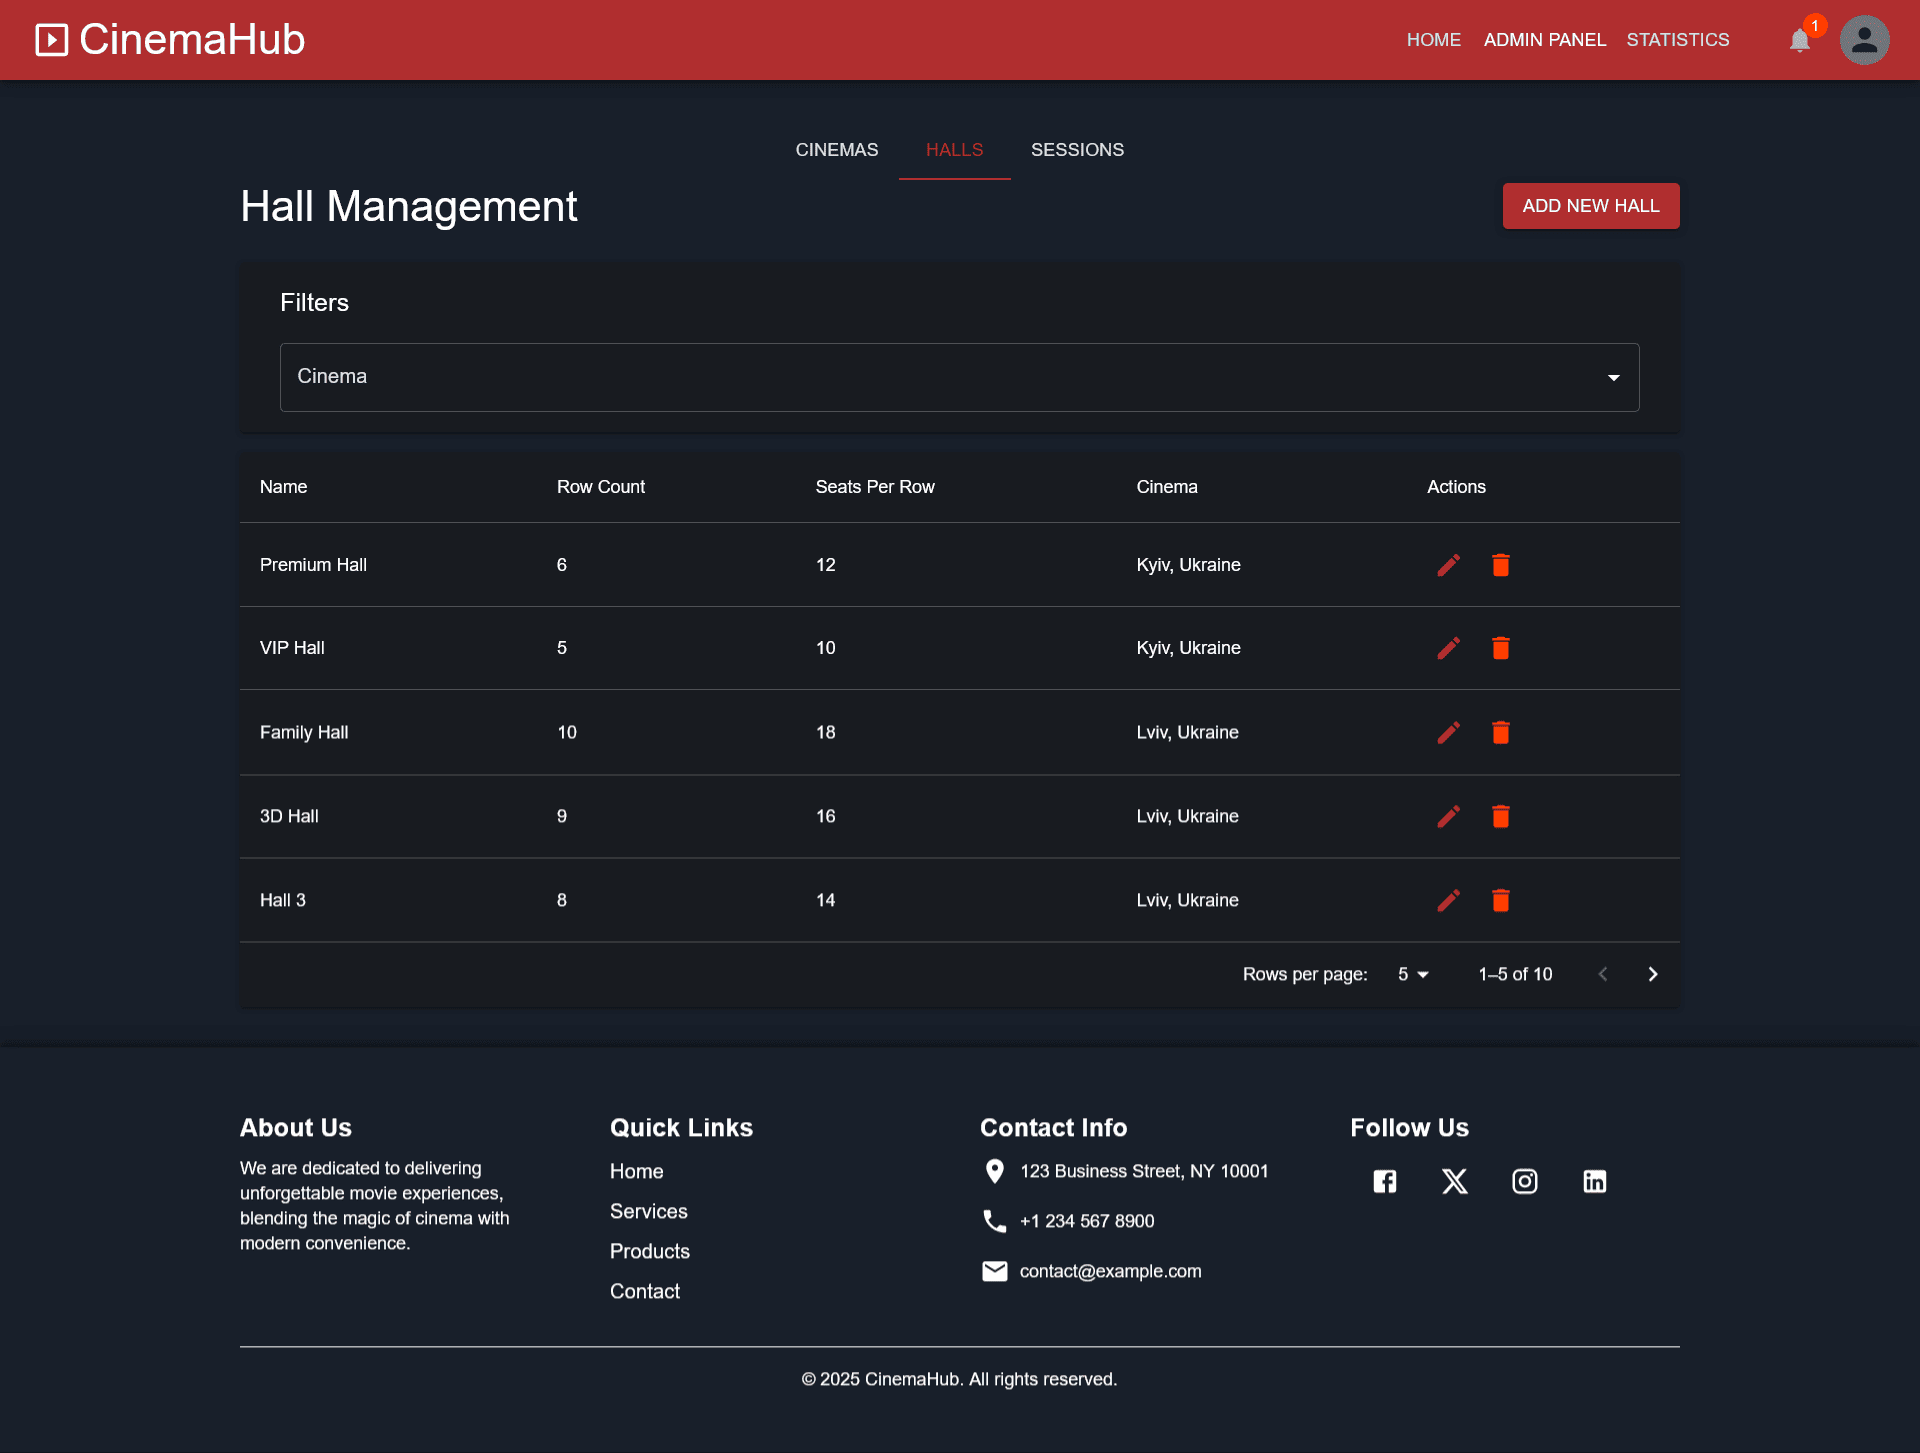 CinemaHub
HOME ADMIN PANEL STATISTICS 1
CINEMAS HALLS SESSIONS
Hall Management ADD NEW HALL
Filters
Cinema
Name Row Count Seats Per Row Cinema Actions
Premium Hall 6 12 Kyiv, Ukraine
VIP Hall 5 10 Kyiv, Ukraine
Family Hall 10 18 Lviv, Ukraine
3D Hall 9 16 Lviv, Ukraine
Hall 3 8 14 Lviv, Ukraine
Rows per page: 5 1–5 of 10
About Us
We are dedicated to delivering
unforgettable movie experiences,
blending the magic of cinema with
modern convenience.
Quick Links
Home
Services
Products
Contact
Contact Info
123 Business Street, NY 10001
+1 234 567 8900
contact@example.com
Follow Us
© 2025 CinemaHub. All rights reserved.